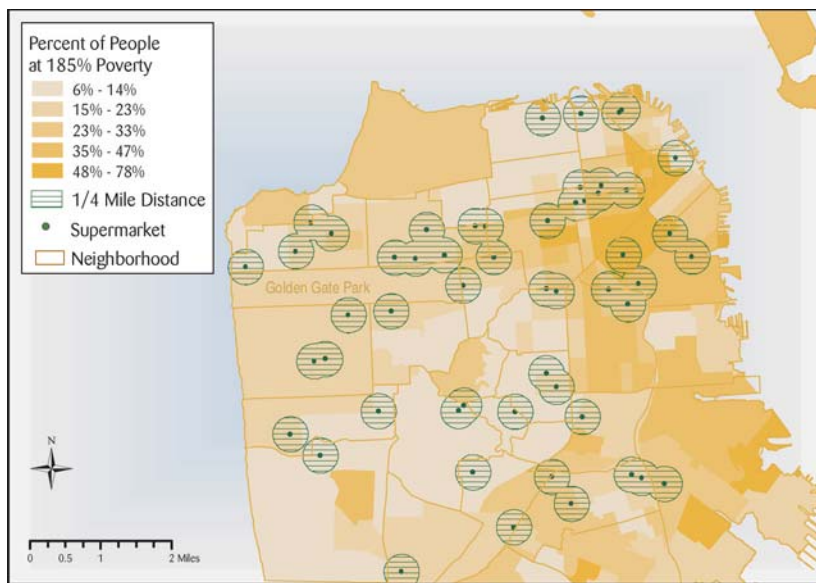 Percent of People
at 185% Poverty
6% - 14%
15% - 23%
23% - 33%
35% - 47%
48% - 78%
1/4 Mile Distance
Supermarket
Neighborhood
Golden Gate Park
N
0 0.5 1 2 Miles